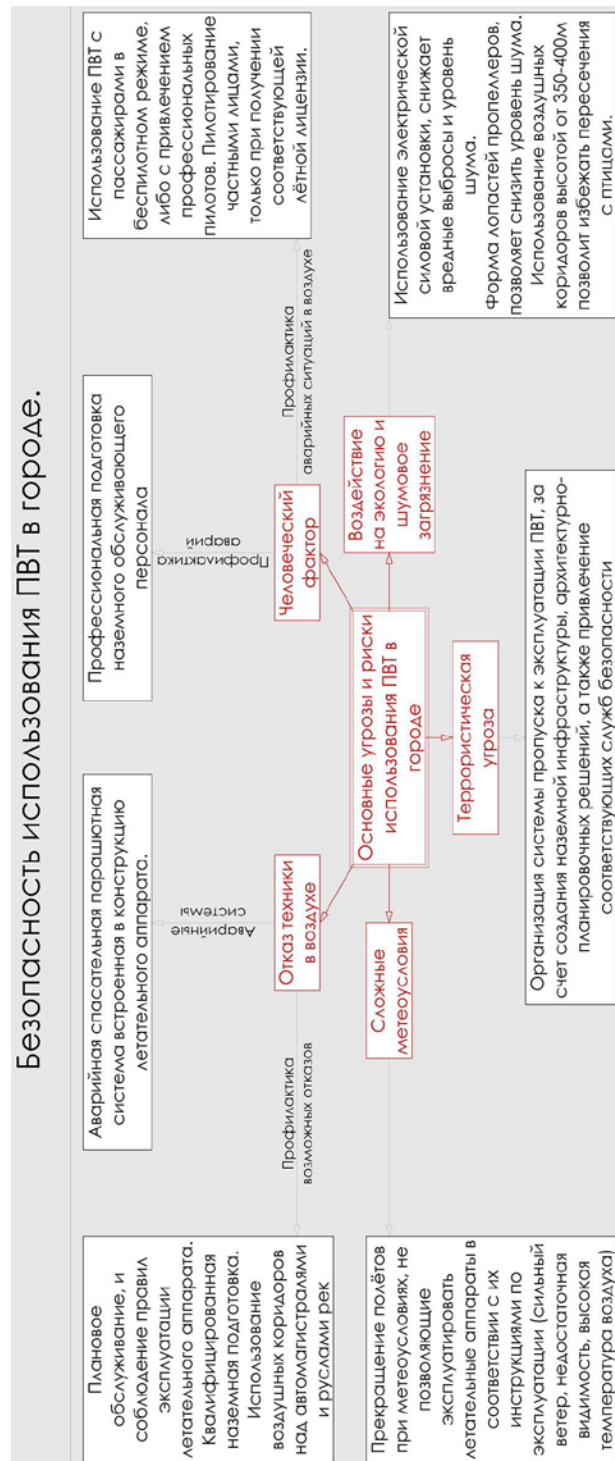 Безопасность использования ПВТ в городе.
Плановое
обслуживание, и
соблюдение правил
эксплуатации
летательного аппарата.
Квалифицированная
наземная подготовка.
Использование
воздушных коридоров
над автомагистралями
и руслами рек
Аварийная спасательная парашютная
система встроенная в конструкцию
летательного аппарата.
Профессиональная подготовка
наземного обслуживающего
персонала
Использование ПВТ с
пассажирами в
беспилотном режиме,
либо с привлечением
профессиональных
пилотов. Пилотирование
частными лицами,
только при получении
соответствующей
лётной лицензии.
Аварийные
системы
Профилактика
аварий
Профилактика
возможных отказов
Отказ техники
в воздухе
Человеческий
фактор
Профилактика
аварийных ситуаций в воздухе
Основные угрозы и риски
использования ПВТ в
городе
Сложные
метеоусловия
Террористическая
угроза
Воздействие
на экологию и
шумовое
загрязнение
Прекращение полётов
при метеоусловиях, не
позволяющие
эксплуатировать
летательные аппараты в
соответствии с их
инструкциями по
эксплуатации (сильный
ветер, недостаточная
видимость, высокая
температура воздуха)
Организация системы пропуска к эксплуатации ПВТ, за
счет создания наземной инфраструктуры, архитектурно-
планировочных решений, а также привлечение
соответствующих служб безопасности
Использование электрической
силовой установки, снижает
вредные выбросы и уровень
шума.
Форма лопастей пропеллеров,
позволяет снизить уровень шума.
Использование воздушных
коридоров высотой от 350-400м
позволит избежать пересечения
с птицами.